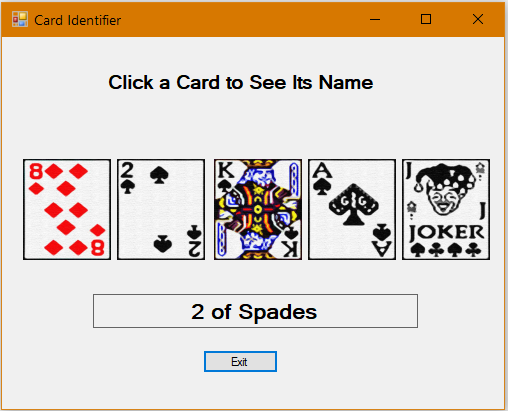 Card Identifier
Click a Card to See Its Name
8 2 K A J
J
JOKER
8 2 K A
2 of Spades
Exit